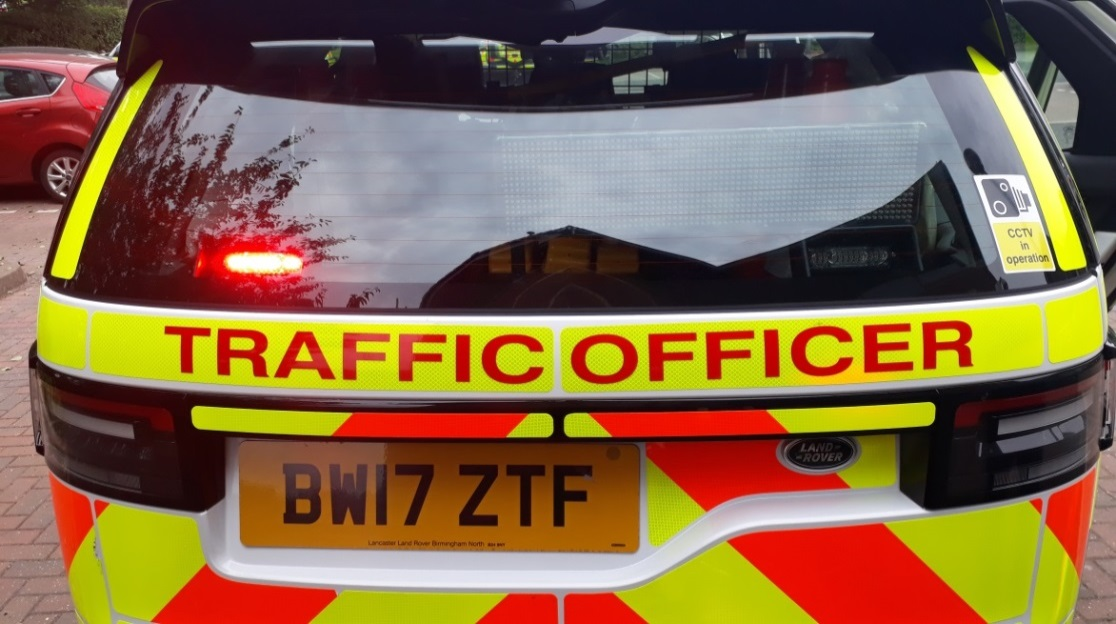 CCTV
in
operation
TRAFFIC OFFICER
LAND
ROVER
BW17 ZTF
Lancaster Land Rover Birmingham North